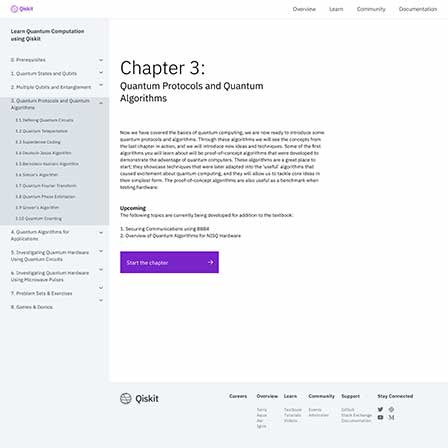 Qiskit
Overview Learn Community Documentation
Learn Quantum Computation
using Qiskit
0. Prerequisites
1. Quantum States and Qubits
2. Multiple Qubits and Entanglement
3. Quantum Protocols and Quantum
Algorithms
3.1 Defining Quantum Circuits
3.2 Quantum Teleportation
3.3 Superdense Coding
3.4 Deutsch-Jozsa Algorithm
3.5 Bernstein-Vazirani Algorithm
3.6 Simon's Algorithm
3.7 Quantum Fourier Transform
3.8 Quantum Phase Estimation
3.9 Grover's Algorithm
3.10 Quantum Counting
4. Quantum Algorithms for
Applications
5. Investigating Quantum Hardware
Using Quantum Circuits
6. Investigating Quantum Hardware
Using Microwave Pulses
7. Problem Sets & Exercises
8. Games & Demos
Chapter 3:
Quantum Protocols and Quantum
Algorithms
Now we have covered the basics of quantum computing, we are now ready to introduce some
quantum protocols and algorithms. Through these algorithms we will see the concepts from
the last chapter in action, and we will introduce new ideas and techniques. Some of the first
algorithms you will learn about will be proof-of-concept algorithms that were developed to
demonstrate the advantage of quantum computers. These algorithms are a great place to
start; they showcase techniques that were later adapted into the 'useful' algorithms that
caused excitement about quantum computing, and they will allow us to tackle core ideas in
their simplest form. The proof-of-concept algorithms are also useful as a benchmark when
testing hardware.
Upcoming
The following topics are currently being developed for addition to the textbook:
1. Securing Communications using BB84
2. Overview of Quantum Algorithms for NISQ Hardware
Start the chapter
Qiskit
Careers Overview Learn Community Support Stay Connected
Terra Textbook Events GitHub
Aqua Tutorials Advocates Stack Exchange
Aer Videos Documentation
Ignis